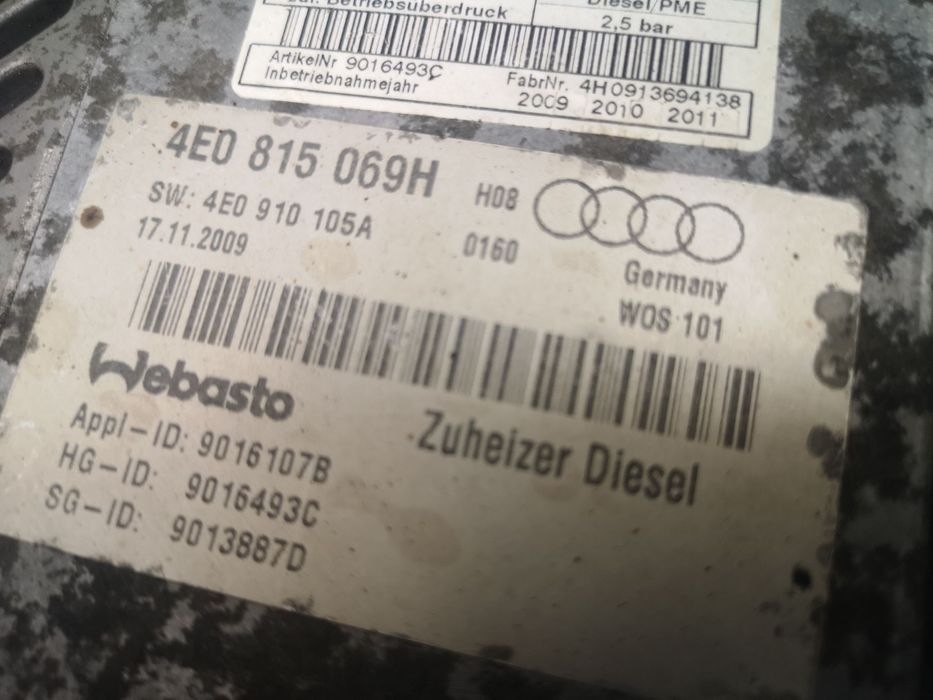 zul. Betriebsüberdruck
Diesel/PME
2,5 bar
ArtikelNr 9016493C
FabrNr. 4H0913694138
Inbetriebnahmejahr
2009 2010 2011
4E0 815 069H
H08
SW: 4E0 910 105A
0160
17.11.2009
Germany
WOS 101
Webasto
Zuheizer Diesel
Appl-ID: 9016107B
HG-ID: 9016493C
SG-ID: 9013887D